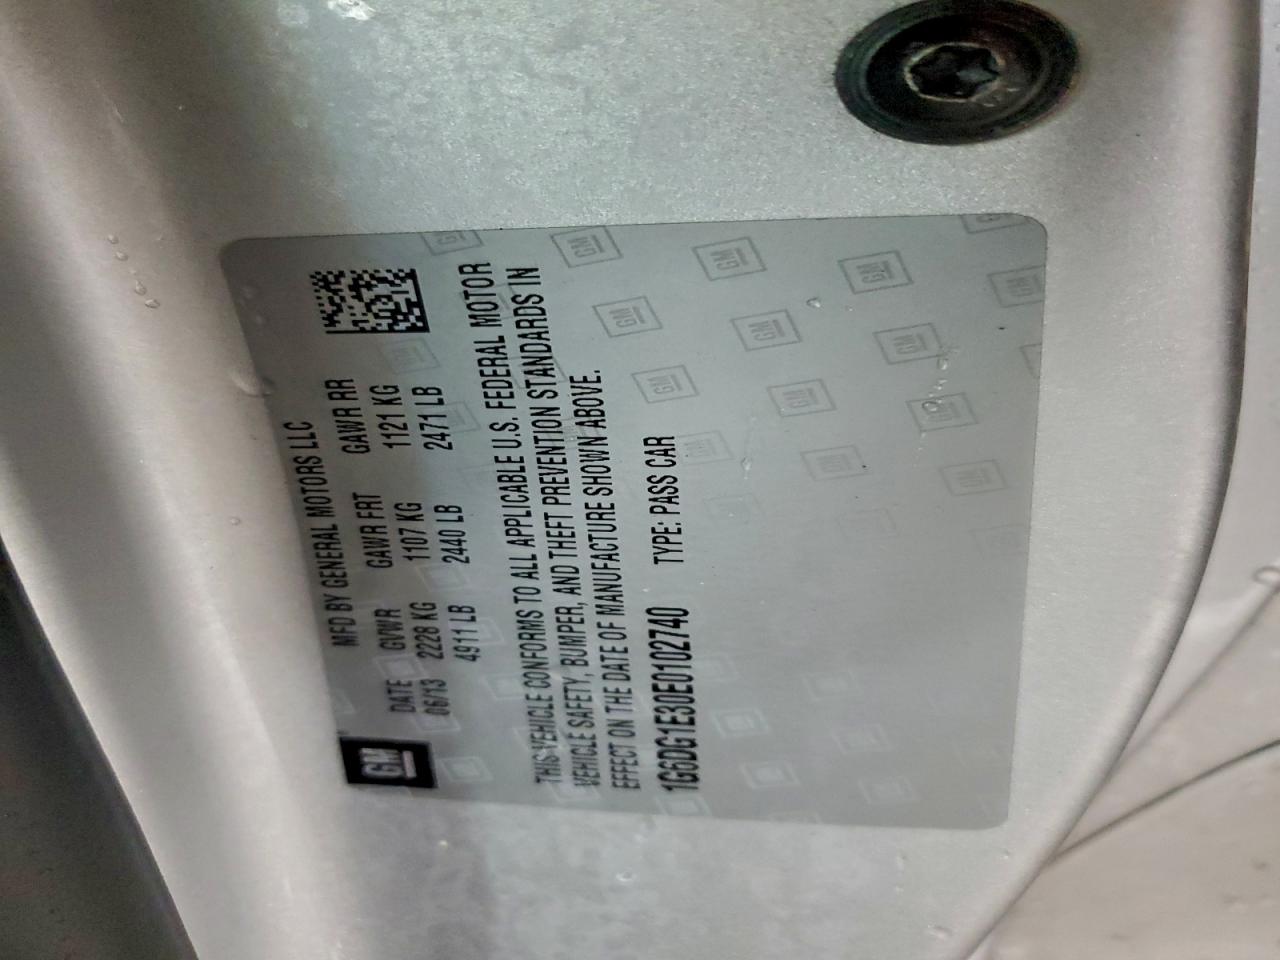 GM
MFD BY GENERAL MOTORS LLC
DATE GVWR GAWR FRT GAWR RR
06/13 2228 KG 1107 KG 1121 KG
4911 LB 2440 LB 2471 LB
THIS VEHICLE CONFORMS TO ALL APPLICABLE U.S. FEDERAL MOTOR
VEHICLE SAFETY, BUMPER, AND THEFT PREVENTION STANDARDS IN
EFFECT ON THE DATE OF MANUFACTURE SHOWN ABOVE.
1G6DG1E30E0102740 TYPE: PASS CAR